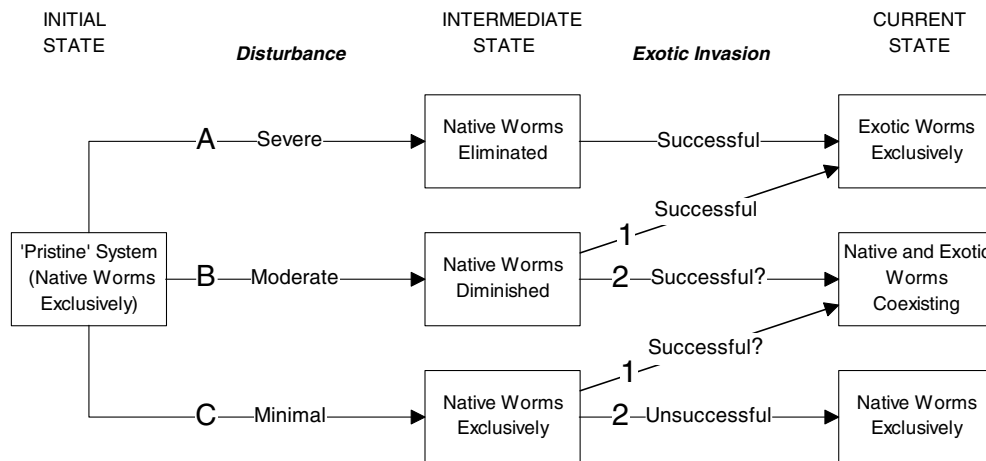 INITIAL
STATE
Disturbance
INTERMEDIATE
STATE
Exotic Invasion
CURRENT
STATE
A Severe
Native Worms
Eliminated
Successful
Exotic Worms
Exclusively
1 Successful
'Pristine' System
(Native Worms
Exclusively)
B Moderate
Native Worms
Diminished
2 Successful?
Native and Exotic
Worms
Coexisting
1 Successful?
C Minimal
Native Worms
Exclusively
2 Unsuccessful
Native Worms
Exclusively